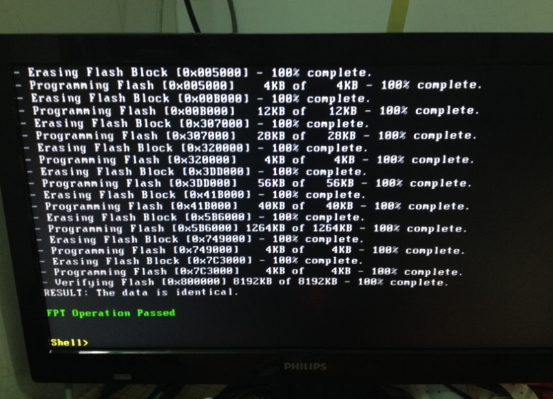 - Erasing Flash Block [0x005000] - 100% complete.
- Programming Flash [0x005000] 4KB of 4KB - 100% complete.
- Erasing Flash Block [0x00B000] - 100% complete.
- Programming Flash [0x00B000] 12KB of 12KB - 100% complete.
- Erasing Flash Block [0x307000] - 100% complete.
- Programming Flash [0x307000] 28KB of 28KB - 100% complete.
- Erasing Flash Block [0x320000] - 100% complete.
- Programming Flash [0x320000] 4KB of 4KB - 100% complete.
- Erasing Flash Block [0x3DD000] - 100% complete.
- Programming Flash [0x3DD000] 56KB of 56KB - 100% complete.
- Erasing Flash Block [0x41B000] - 100% complete.
- Programming Flash [0x41B000] 40KB of 40KB - 100% complete.
- Erasing Flash Block [0x5B6000] - 100% complete.
- Programming Flash [0x5B6000] 1264KB of 1264KB - 100% complete.
- Erasing Flash Block [0x749000] - 100% complete.
- Programming Flash [0x749000] 4KB of 4KB - 100% complete.
- Erasing Flash Block [0x7C3000] - 100% complete.
- Programming Flash [0x7C3000] 4KB of 4KB - 100% complete.
- Verifying Flash [0x800000] 8192KB of 8192KB - 100% complete.
RESULT: The data is identical.
FPT Operation Passed
Shell>
PHILIPS